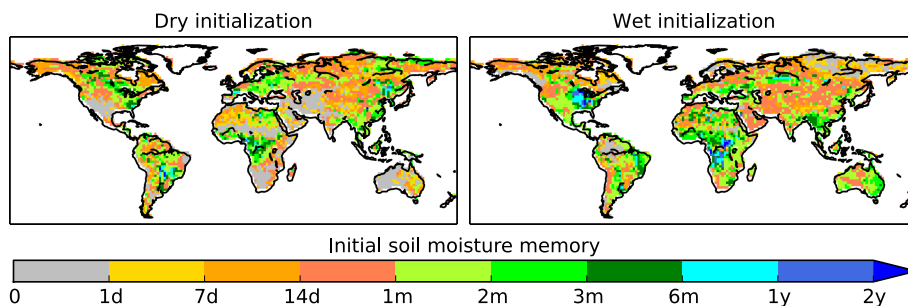 Dry initialization Wet initialization
Initial soil moisture memory
0 1d 7d 14d 1m 2m 3m 6m 1y 2y